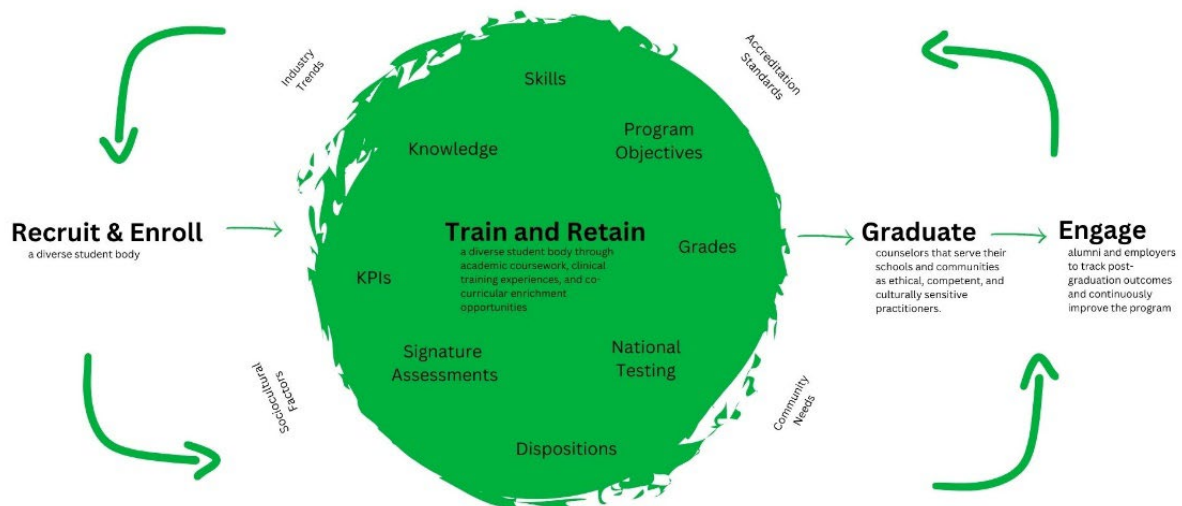 Industry
Trends
Accreditation
Standards
Skills
Program
Objectives
Knowledge
Recruit & Enroll
a diverse student body
Train and Retain
a diverse student body through
academic coursework, clinical
training experiences, and co-
curricular enrichment
opportunities
Grades
KPIs
Graduate
counselors that serve their
schools and communities
as ethical, competent, and
culturally sensitive
practitioners.
Engage
alumni and employers
to track post-
graduation outcomes
and continuously
improve the program
Signature
Assessments
National
Testing
Sociocultural
Factors
Community
Needs
Dispositions